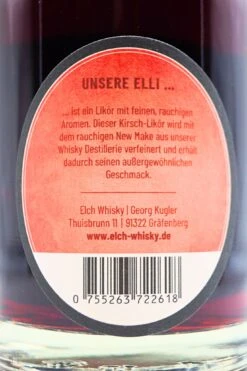 UNSERE ELLI ...
... ist ein Likör mit feinen, rauchigen
Aromen. Dieser Kirsch-Likör wird mit
dem rauchigen New Make aus unserer
Whisky Destillerie verfeinert und erhält
dadurch seinen außergewöhnlichen
Geschmack.
Elch Whisky | Georg Kugler
Thuisbrunn 11 | 91322 Gräfenberg
www.elch-whisky.de
0 755263 722618